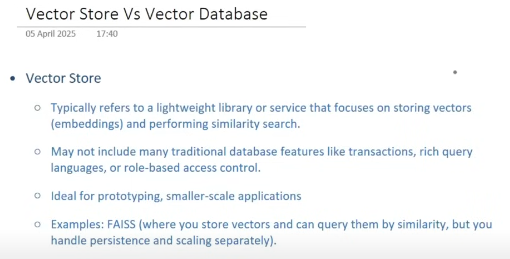 Vector Store Vs Vector Database
05 April 2025 17:40
Vector Store
Typically refers to a lightweight library or service that focuses on storing vectors
(embeddings) and performing similarity search.
May not include many traditional database features like transactions, rich query
languages, or role-based access control.
Ideal for prototyping, smaller-scale applications
Examples: FAISS (where you store vectors and can query them by similarity, but you
handle persistence and scaling separately).